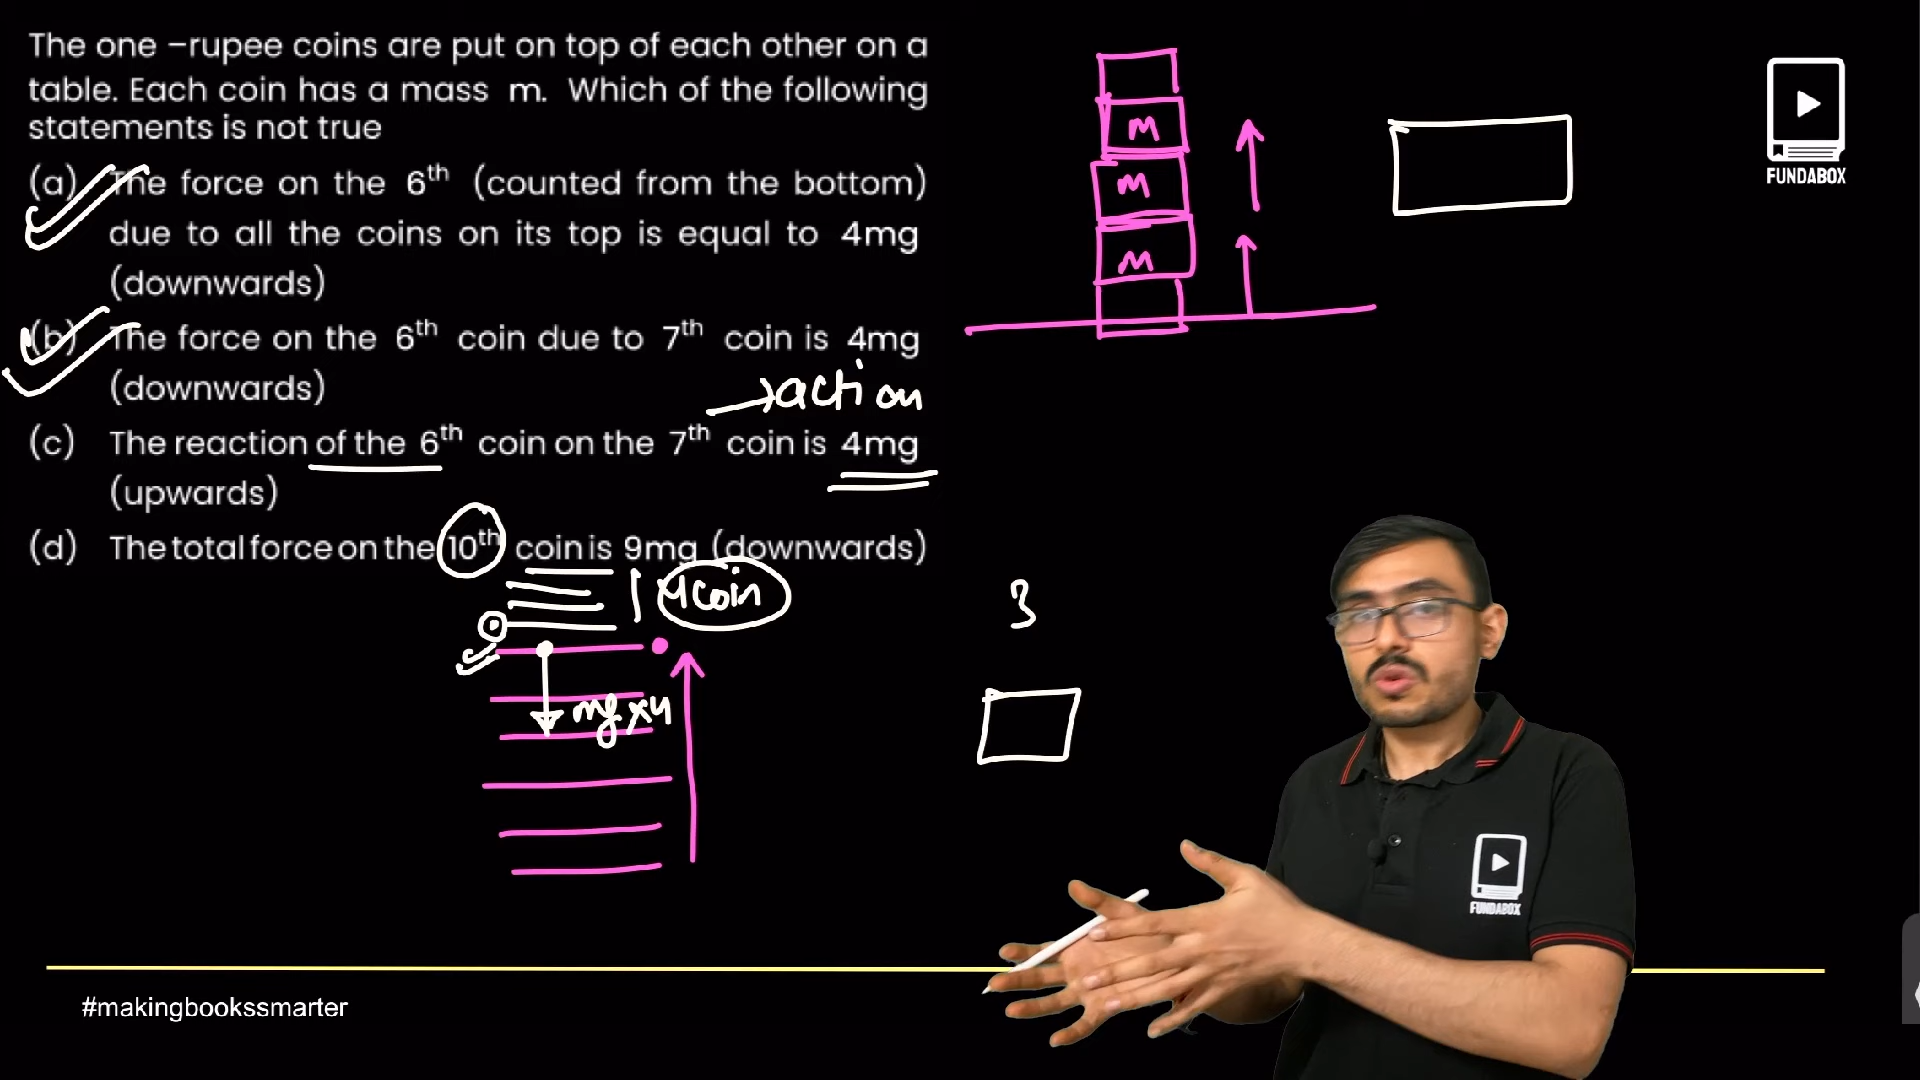 The one –rupee coins are put on top of each other on a
table. Each coin has a mass m. Which of the following
statements is not true
(a) The force on the 6th (counted from the bottom)
due to all the coins on its top is equal to 4mg
(downwards)
(b) The force on the 6th coin due to 7th coin is 4mg
(downwards)
→action
(c) The reaction of the 6th coin on the 7th coin is 4mg
(upwards)
(d) The total force on the 10th coin is 9mg (downwards)
4 coin
mg x4
M
M
M
3
FUNDABOX
FUNDABOX
#makingbookssmarter